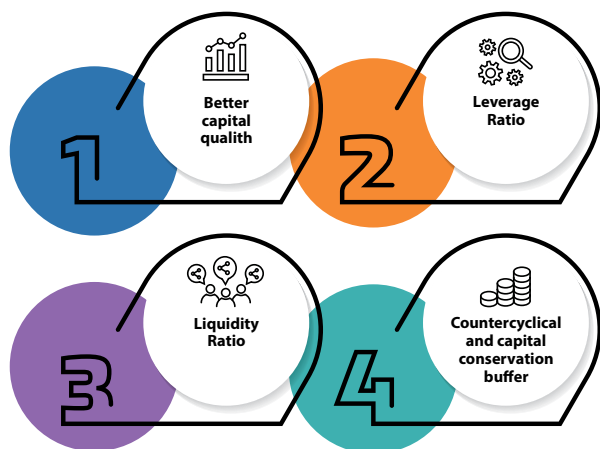 1
Better
capital
qualith
2
Leverage
Ratio
3
Liquidity
Ratio
4
Countercyclical
and capital
conservation
buffer